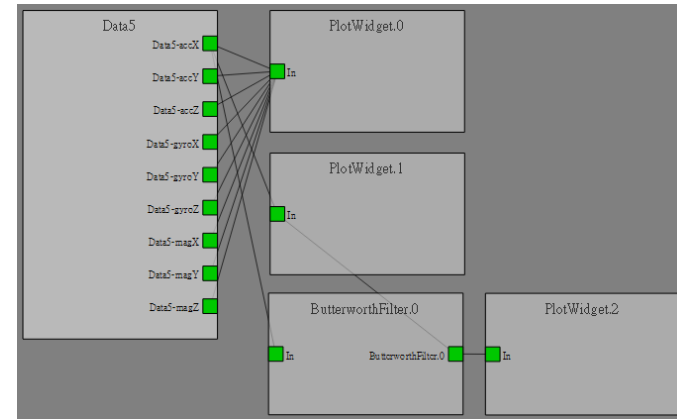 Data5
Data5-accX
Data5-accY
Data5-accZ
Data5-gyroX
Data5-gyroY
Data5-gyroZ
Data5-magX
Data5-magY
Data5-magZ
PlotWidget.0
In
PlotWidget.1
In
ButterworthFilter.0
In
ButterworthFilter.0
PlotWidget.2
In